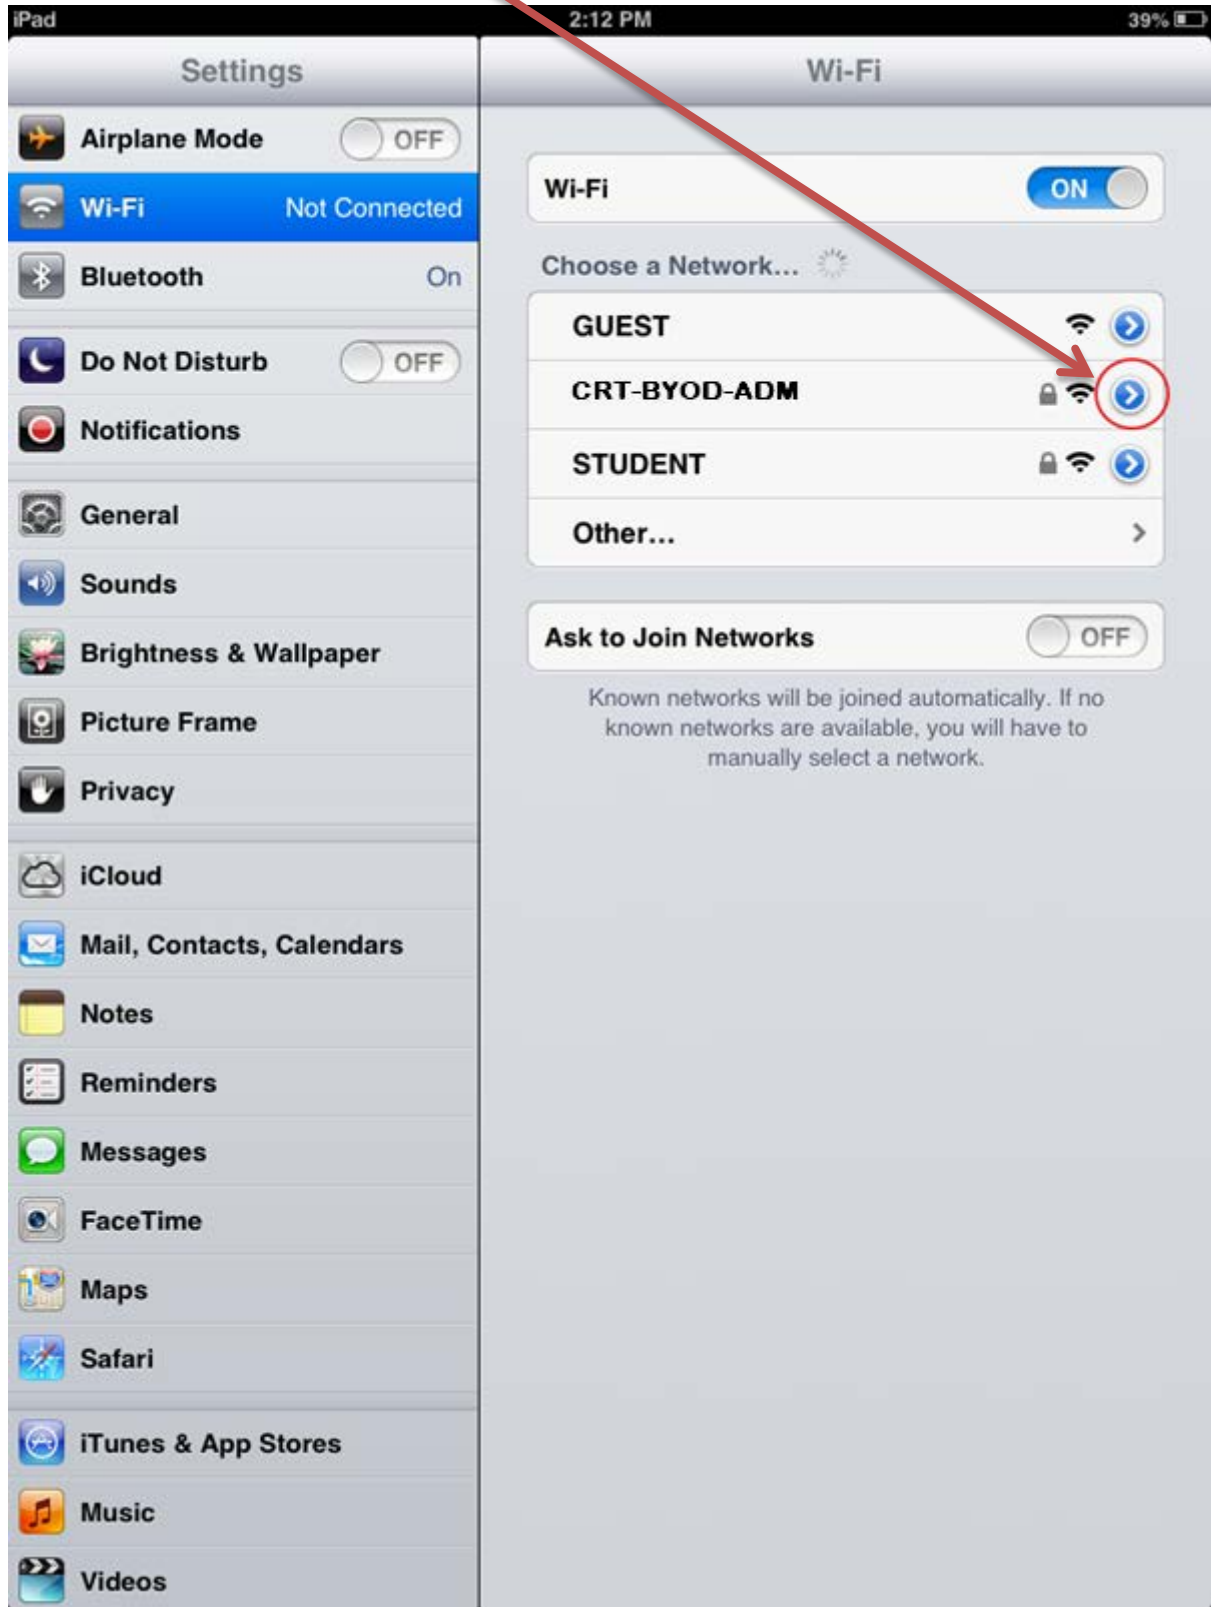 iPad 2:12 PM 39%
Settings
Wi-Fi
Airplane Mode OFF
Wi-Fi Not Connected
Bluetooth On
Do Not Disturb OFF
Notifications
General
Sounds
Brightness & Wallpaper
Picture Frame
Privacy
iCloud
Mail, Contacts, Calendars
Notes
Reminders
Messages
FaceTime
Maps
Safari
iTunes & App Stores
Music
Videos
Wi-Fi ON
Choose a Network...
GUEST
CRT-BYOD-ADM
STUDENT
Other...
Ask to Join Networks OFF
Known networks will be joined automatically. If no
known networks are available, you will have to
manually select a network.